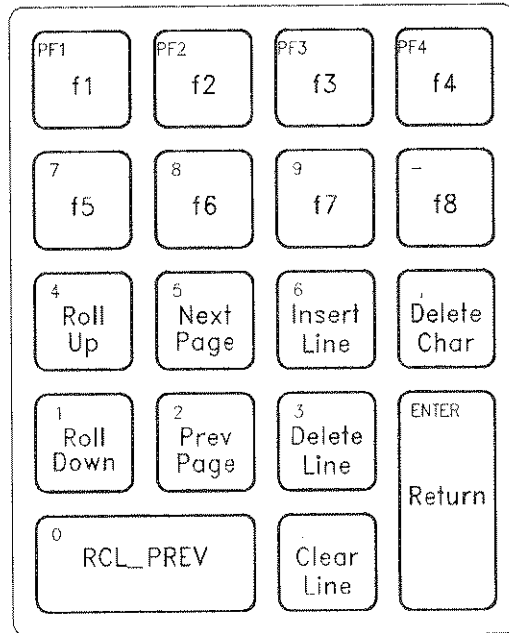 PF1 PF2 PF3 PF4
f1 f2 f3 f4
7 8 9 –
f5 f6 f7 f8
4 5 6 ,
Roll Next Insert Delete
Up Page Line Char
1 2 3 ENTER
Roll Prev Delete
Down Page Line
Return
0 .
RCL_PREV Clear
Line